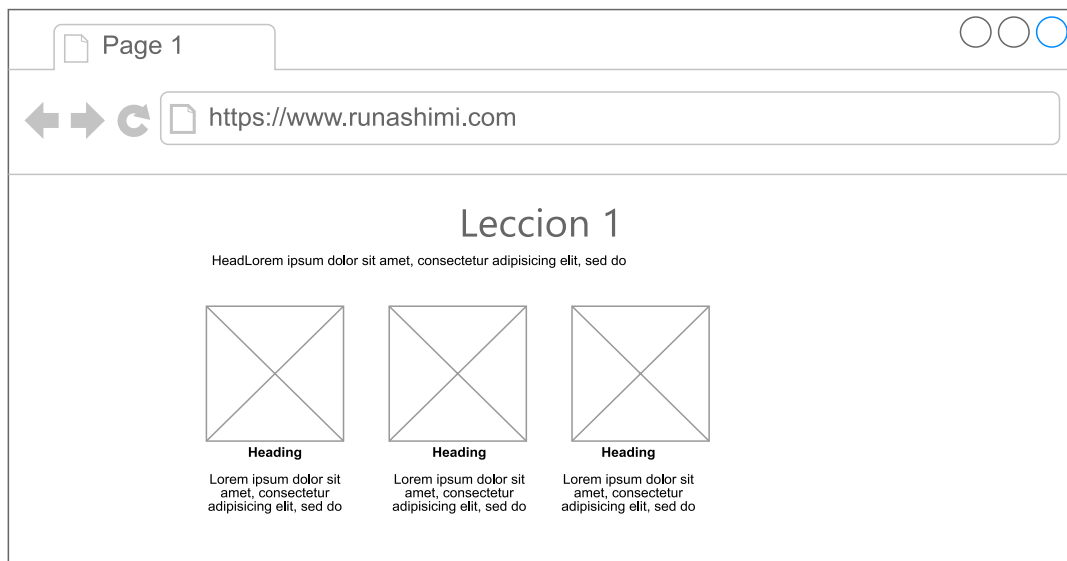 Page 1
https://www.runashimi.com
Leccion 1
HeadLorem ipsum dolor sit amet, consectetur adipisicing elit, sed do
Heading
Lorem ipsum dolor sit
amet, consectetur
adipisicing elit, sed do
Heading
Lorem ipsum dolor sit
amet, consectetur
adipisicing elit, sed do
Heading
Lorem ipsum dolor sit
amet, consectetur
adipisicing elit, sed do